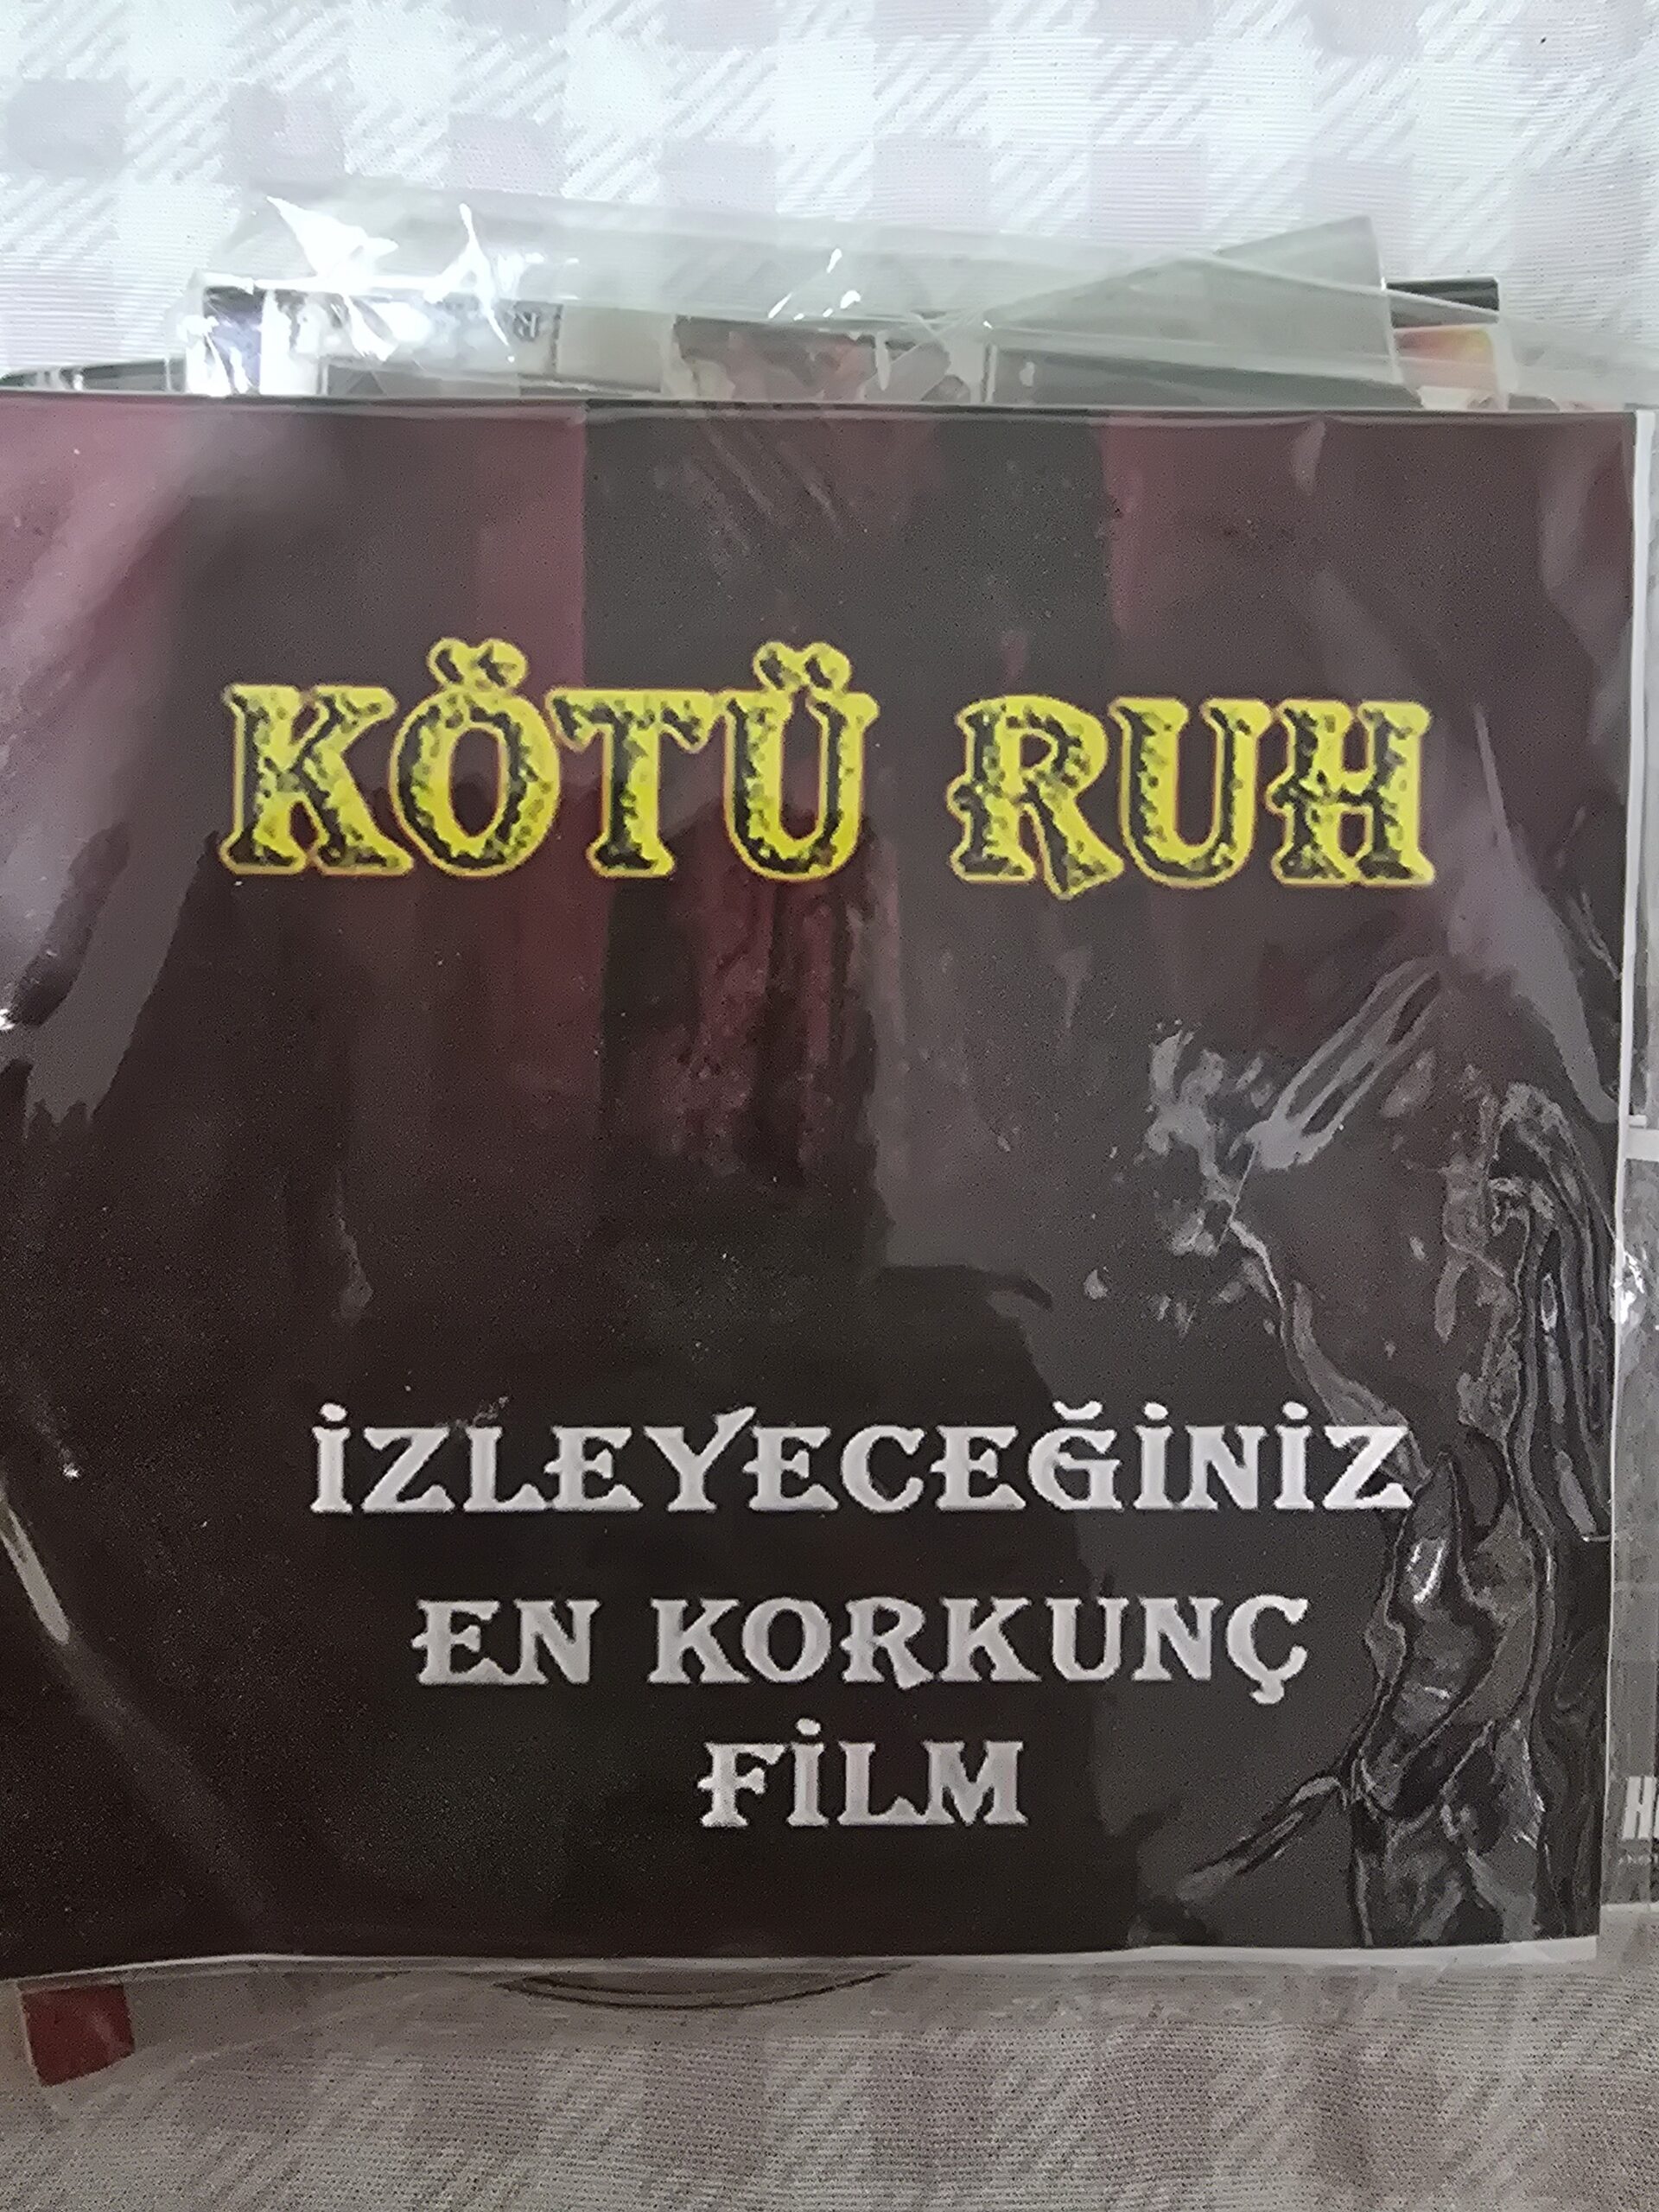 KÖTÜ RUH
İZLEYECEĞİNİZ
EN KORKUNÇ
FİLM